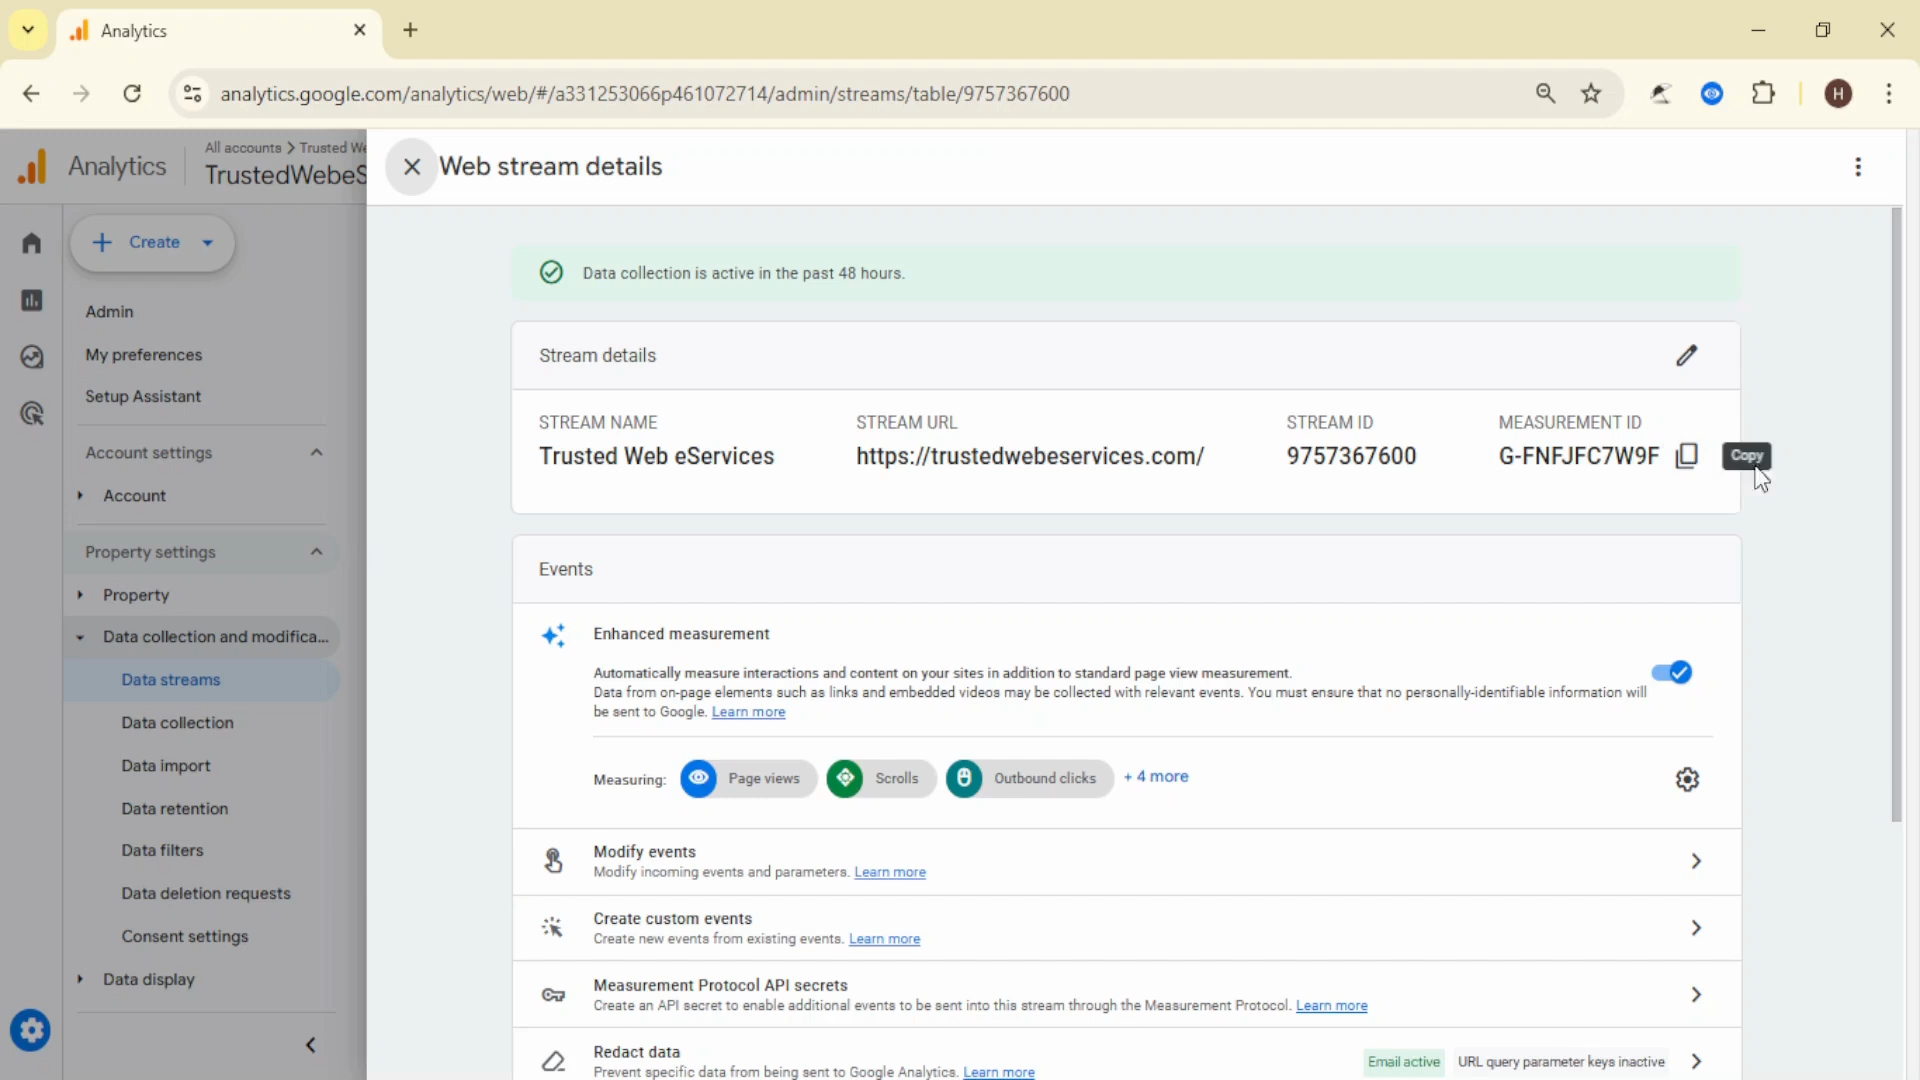 Analytics
analytics.google.com/analytics/web/#/a331253066p461072714/admin/streams/table/9757367600
H
Analytics
All accounts > Trusted We
TrustedWebeS
Web stream details
Create
Admin
My preferences
Setup Assistant
Account settings
Account
Property settings
Property
Data collection and modifica...
Data streams
Data collection
Data import
Data retention
Data filters
Data deletion requests
Consent settings
Data display
Data collection is active in the past 48 hours.
Stream details
STREAM NAME STREAM URL STREAM ID MEASUREMENT ID
Trusted Web eServices https://trustedwebeservices.com/ 9757367600 G-FNFJFC7W9F Copy
Events
Enhanced measurement
Automatically measure interactions and content on your sites in addition to standard page view measurement.
Data from on-page elements such as links and embedded videos may be collected with relevant events. You must ensure that no personally-identifiable information will
be sent to Google. Learn more
Measuring: Page views Scrolls Outbound clicks + 4 more
Modify events
Modify incoming events and parameters. Learn more
Create custom events
Create new events from existing events. Learn more
Measurement Protocol API secrets
Create an API secret to enable additional events to be sent into this stream through the Measurement Protocol. Learn more
Redact data
Prevent specific data from being sent to Google Analytics. Learn more
Email active URL query parameter keys inactive